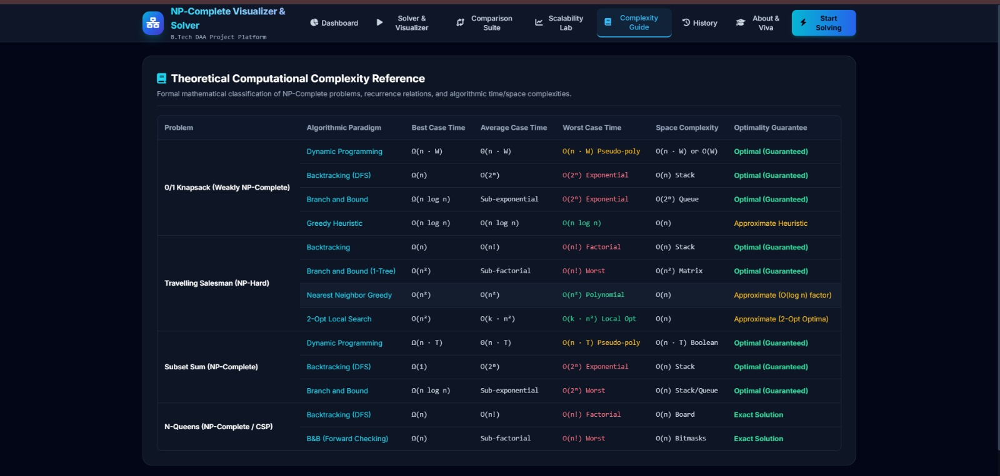 NP-Complete Visualizer &
Solver
B.Tech DAA Project Platform
Dashboard
Solver &
Visualizer
Comparison
Suite
Scalability
Lab
Complexity
Guide
History
About &
Viva
Start
Solving
Theoretical Computational Complexity Reference
Formal mathematical classification of NP-Complete problems, recurrence relations, and algorithmic time/space complexities.
Problem Algorithmic Paradigm Best Case Time Average Case Time Worst Case Time Space Complexity Optimality Guarantee
0/1 Knapsack (Weakly NP-Complete)
Dynamic Programming Ω(n · W) Θ(n · W) O(n · W) Pseudo-poly O(n · W) or O(W) Optimal (Guaranteed)
Backtracking (DFS) Ω(n) O(2ⁿ) O(2ⁿ) Exponential O(n) Stack Optimal (Guaranteed)
Branch and Bound Ω(n log n) Sub-exponential O(2ⁿ) Exponential O(2ⁿ) Queue Optimal (Guaranteed)
Greedy Heuristic O(n log n) O(n log n) O(n log n) O(n) Approximate Heuristic
Travelling Salesman (NP-Hard)
Backtracking Ω(n) O(n!) O(n!) Factorial O(n) Stack Optimal (Guaranteed)
Branch and Bound (1-Tree) Ω(n²) Sub-factorial O(n!) Worst O(n²) Matrix Optimal (Guaranteed)
Nearest Neighbor Greedy O(n²) O(n²) O(n²) Polynomial O(n) Approximate (O(log n) factor)
2-Opt Local Search O(n²) O(k · n²) O(k · n²) Local Opt O(n) Approximate (2-Opt Optima)
Subset Sum (NP-Complete)
Dynamic Programming Ω(n · T) Θ(n · T) O(n · T) Pseudo-poly O(n · T) Boolean Optimal (Guaranteed)
Backtracking (DFS) Ω(1) O(2ⁿ) O(2ⁿ) Exponential O(n) Stack Optimal (Guaranteed)
Branch and Bound Ω(n log n) Sub-exponential O(2ⁿ) Worst O(n) Stack/Queue Optimal (Guaranteed)
N-Queens (NP-Complete / CSP)
Backtracking (DFS) Ω(n) O(n!) O(n!) Factorial O(n) Board Exact Solution
B&B (Forward Checking) Ω(n) Sub-factorial O(n!) Worst O(n) Bitmasks Exact Solution